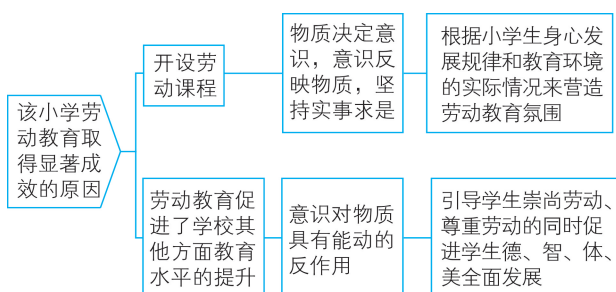 该小学劳
动教育取
得显著成
效的原因
开设劳
动课程
物质决定意
识，意识反
映物质，坚
持实事求是
根据小学生身心发
展规律和教育环境
的实际情况来营造
劳动教育氛围
劳动教育促
进了学校其
他方面教育
水平的提升
意识对物质
具有能动的
反作用
引导学生崇尚劳动、
尊重劳动的同时促
进学生德、智、体、
美全面发展